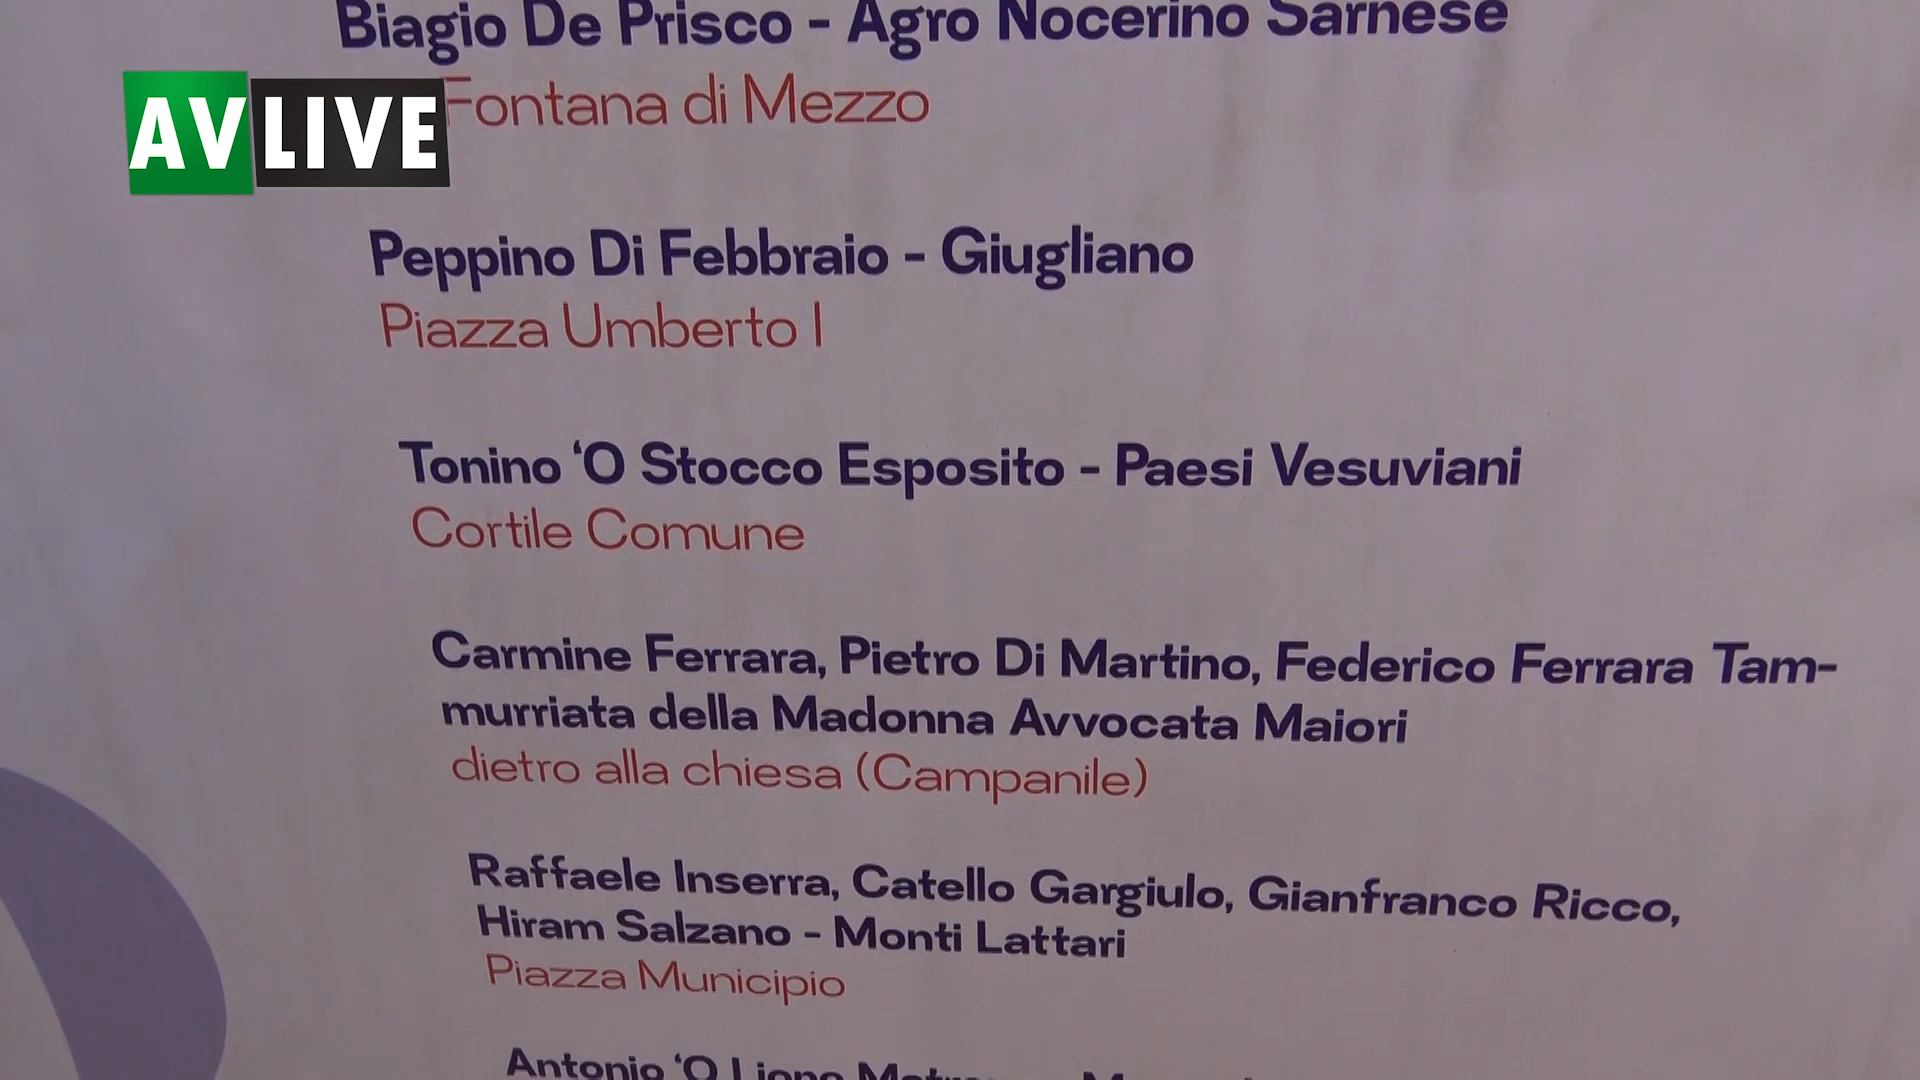 Biagio De Prisco - Agro Nocerino Sarnese
Fontana di Mezzo
AVLIVE
Peppino Di Febbraio - Giugliano
Piazza Umberto I
Tonino ‘O Stocco Esposito - Paesi Vesuviani
Cortile Comune
Carmine Ferrara, Pietro Di Martino, Federico Ferrara Tam-
murriata della Madonna Avvocata Maiori
dietro alla chiesa (Campanile)
Raffaele Inserra, Catello Gargiulo, Gianfranco Ricco,
Hiram Salzano - Monti Lattari
Piazza Municipio
Antonio ‘O Lione